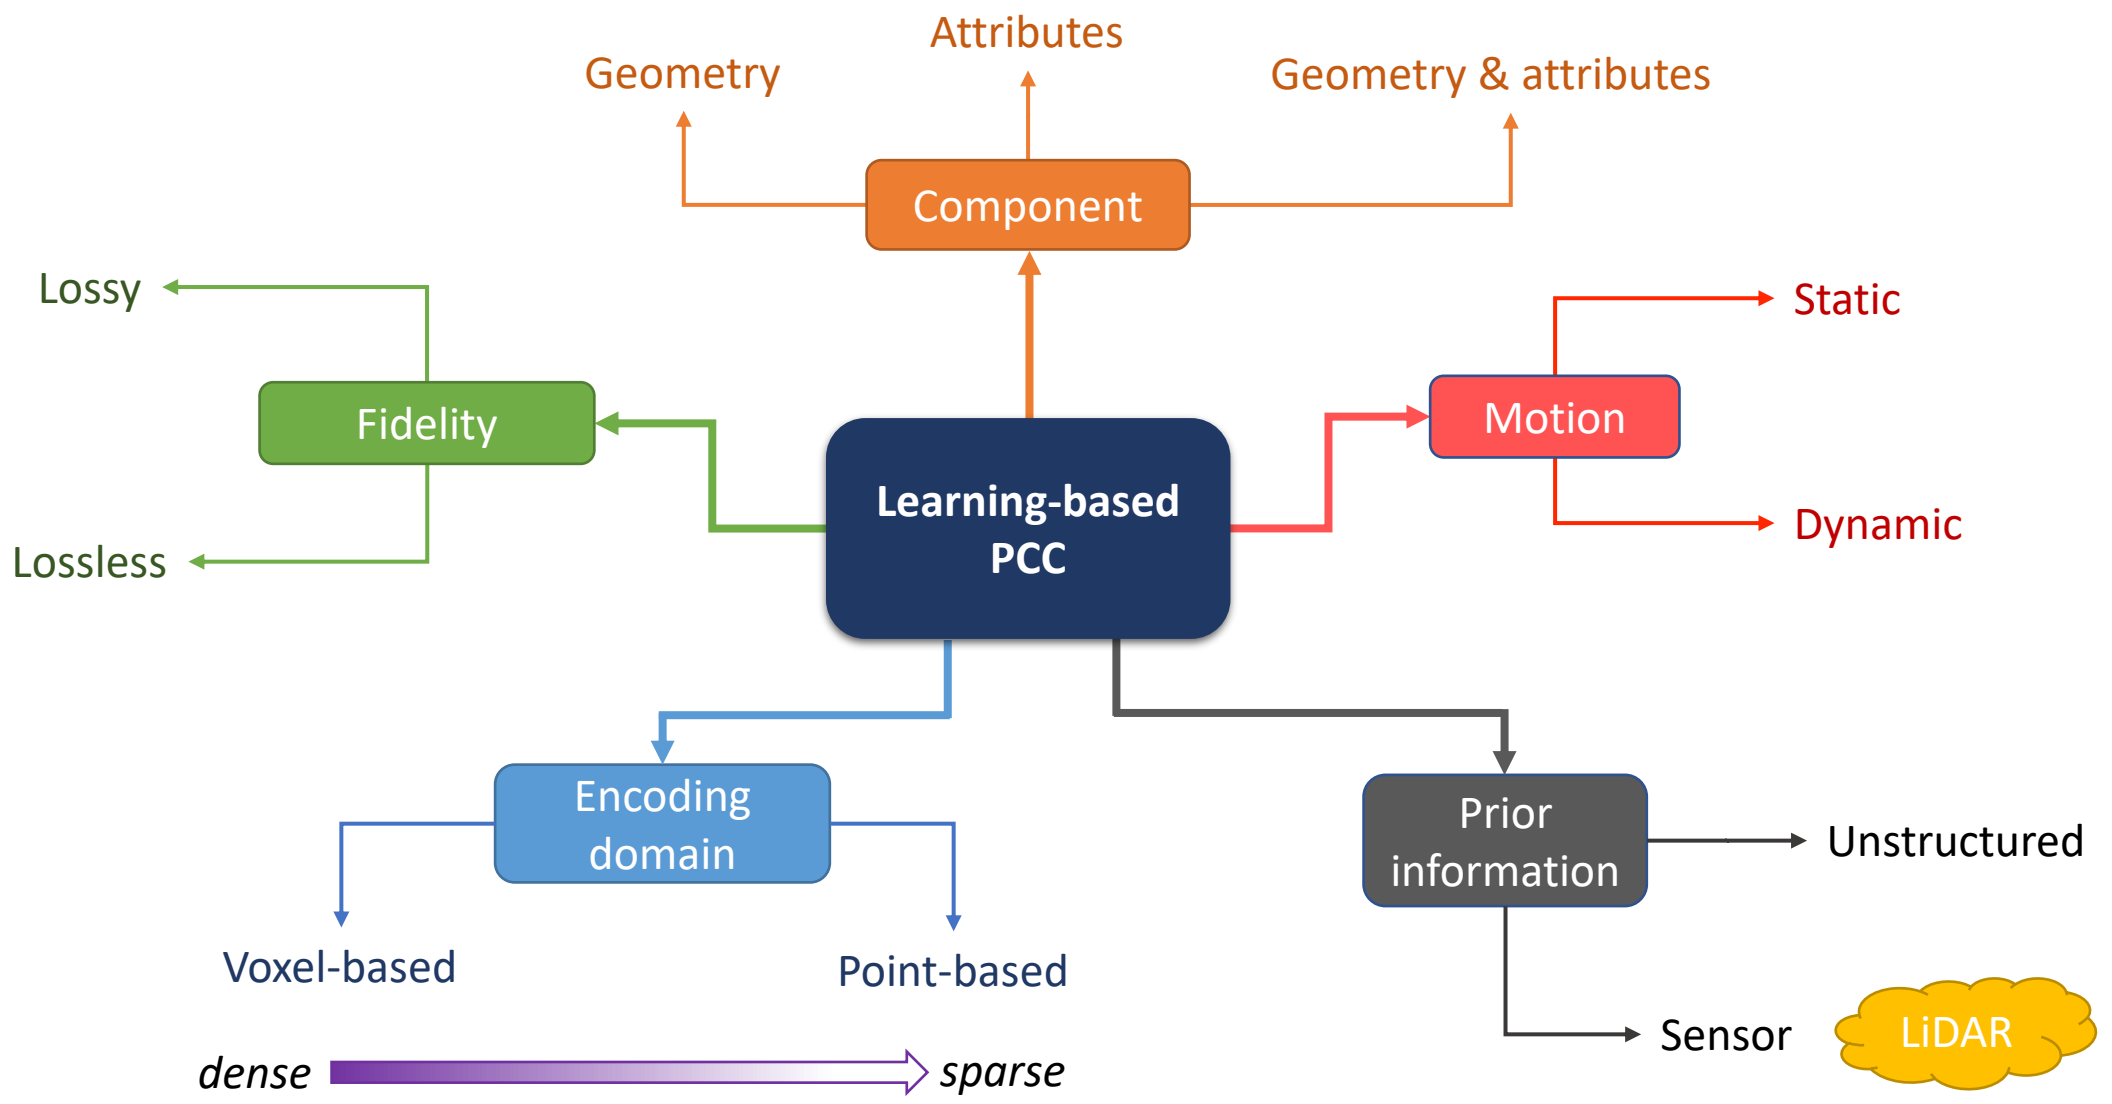 Attributes
Geometry
Geometry & attributes
Component
Lossy
Static
Fidelity
Motion
Learning-based
PCC
Dynamic
Lossless
Encoding
domain
Prior
information
Unstructured
Voxel-based
Point-based
Sensor
LiDAR
dense
sparse